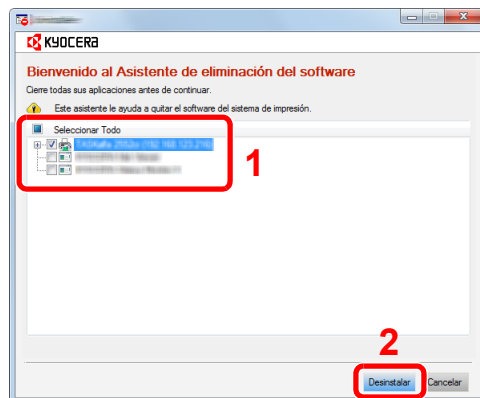 KYOCERA
Bienvenido al Asistente de eliminación del software
Cierre todas sus aplicaciones antes de continuar.
Este asistente le ayuda a quitar el software del sistema de impresión.
Seleccionar Todo
1
2
Desinstalar Cancelar